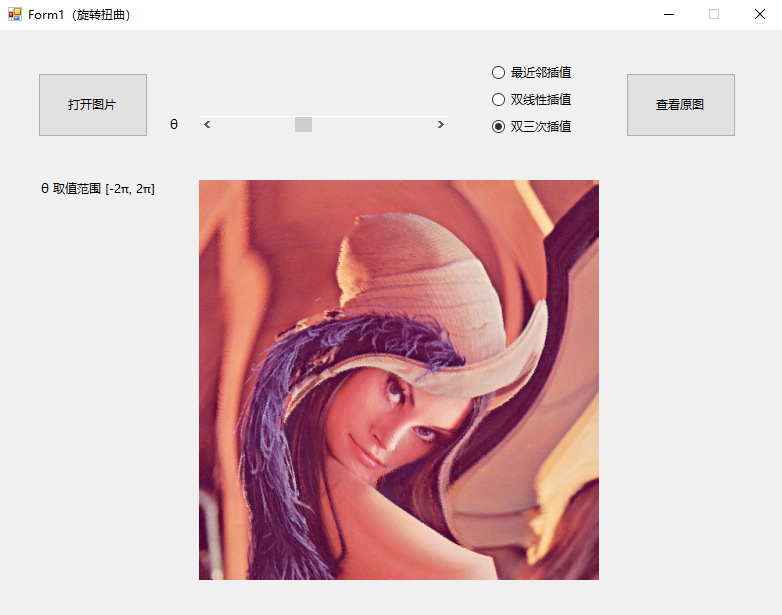 Form1（旋转扭曲）
最近邻插值
打开图片
查看原图
双线性插值
θ
双三次插值
θ 取值范围 [-2π, 2π]